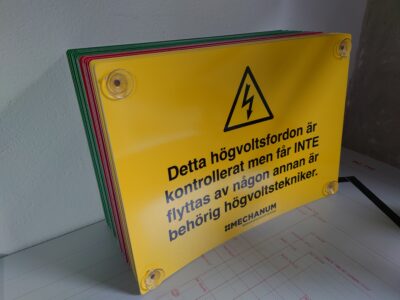 Detta högvoltsfordon är
kontrollerat men får INTE
flyttas av någon annan är
behörig högvoltstekniker.
MECHANUM